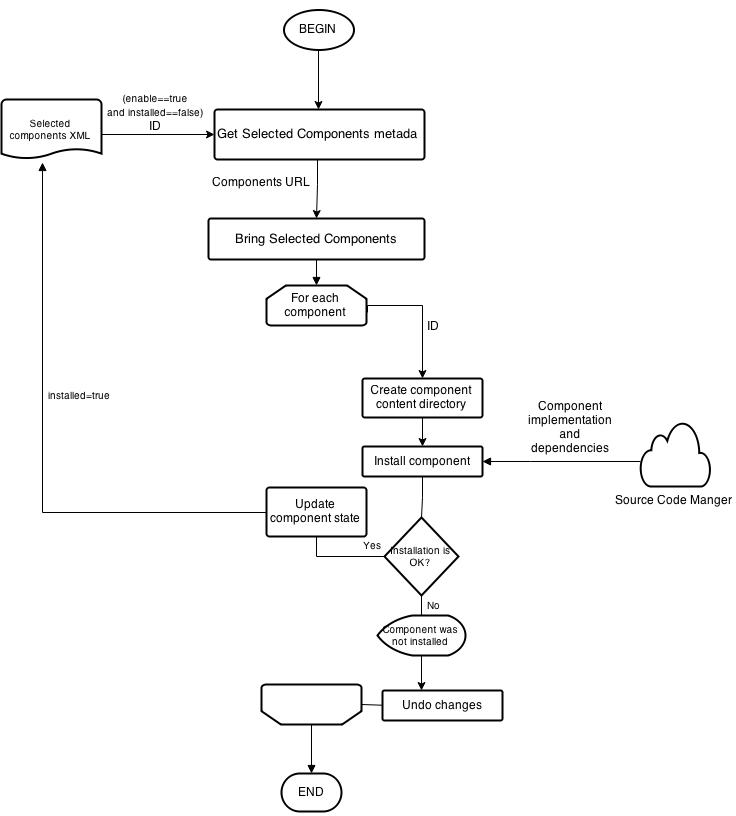 BEGIN
(enable==true
and installed==false)
ID
Selected
components XML
Get Selected Components metada
Components URL
Bring Selected Components
For each
component
ID
Create component
content directory
installed=true
Component
implementation
and
dependencies
Install component
Source Code Manger
Update
component state
Yes
Installation is
OK?
No
Component was
not installed
Undo changes
END